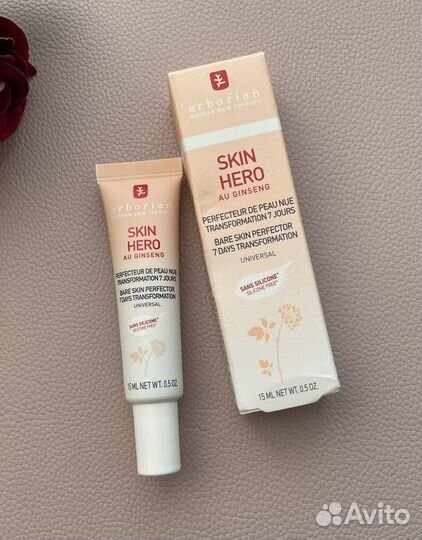 erborian
KOREAN SKIN THERAPY
SKIN
HERO
AU GINSENG
PERFECTEUR DE PEAU NUE
TRANSFORMATION 7 JOURS
BARE SKIN PERFECTOR
7 DAYS TRANSFORMATION
UNIVERSAL
SANS SILICONE*
SILICONE FREE*
15 ML NET WT. 0.5 OZ.
erborian
KOREAN SKIN THERAPY
SKIN
HERO
AU GINSENG
PERFECTEUR DE PEAU NUE
TRANSFORMATION 7 JOURS
BARE SKIN PERFECTOR
7 DAYS TRANSFORMATION
UNIVERSAL
SANS SILICONE*
SILICONE FREE*
15 ML NET WT. 0.5 OZ.
Avito